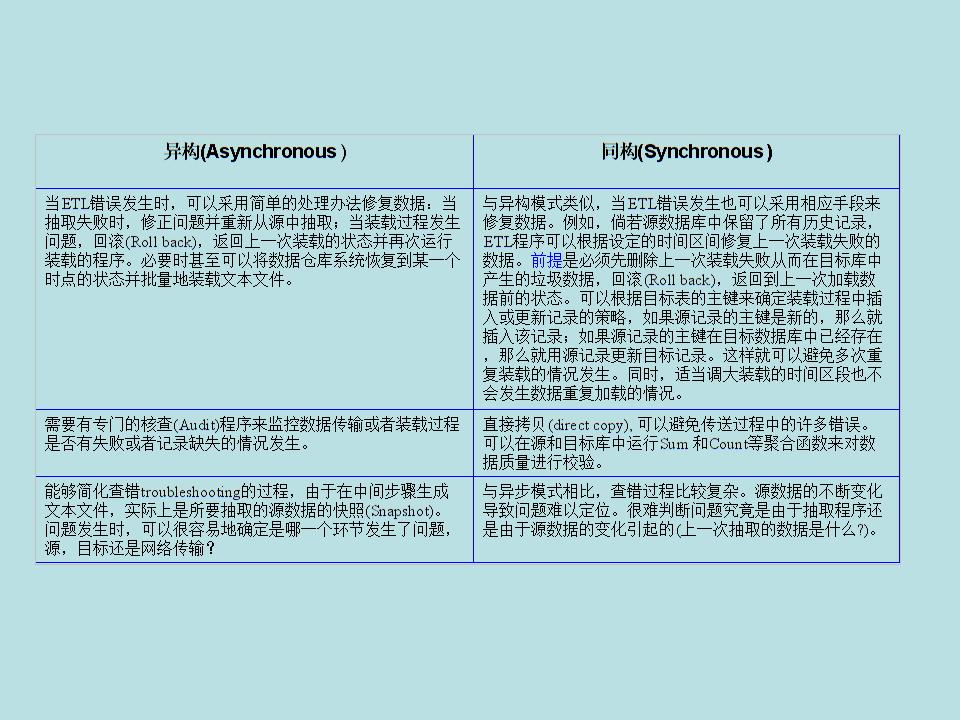 异构(Asynchronous )
同构(Synchronous )
当ETL错误发生时，可以采用简单的处理办法修复数据：当
抽取失败时，修正问题并重新从源中抽取；当装载过程发生
问题，回滚(Roll back)，返回上一次装载的状态并再次运行
装载的程序。必要时甚至可以将数据仓库系统恢复到某一个
时点的状态并批量地装载文本文件。
与异构模式类似，当ETL错误发生也可以采用相应手段来
修复数据。例如，倘若源数据库中保留了所有历史记录，
ETL程序可以根据设定的时间区间修复上一次装载失败的
数据。前提是必须先删除上一次装载失败从而在目标库中
产生的垃圾数据，回滚(Roll back)，返回到上一次加载数
据前的状态。可以根据目标表的主键来确定装载过程中插
入或更新记录的策略，如果源记录的主键是新的，那么就
插入该记录；如果源记录的主键在目标数据库中已经存在
，那么就用源记录更新目标记录。这样就可以避免多次重
复装载的情况发生。同时，适当调大装载的时间区段也不
会发生数据重复加载的情况。
需要有专门的核查(Audit)程序来监控数据传输或者装载过程
是否有失败或者记录缺失的情况发生。
直接拷贝(direct copy), 可以避免传送过程中的许多错误。
可以在源和目标库中运行Sum 和Count等聚合函数来对数
据质量进行校验。
能够简化查错troubleshooting的过程，由于在中间步骤生成
文本文件，实际上是所要抽取的源数据的快照(Snapshot)。
问题发生时，可以很容易地确定是哪一个环节发生了问题，
源，目标还是网络传输？
与异步模式相比，查错过程比较复杂。源数据的不断变化
导致问题难以定位。很难判断问题究竟是由于抽取程序还
是由于源数据的变化引起的(上一次抽取的数据是什么?)。